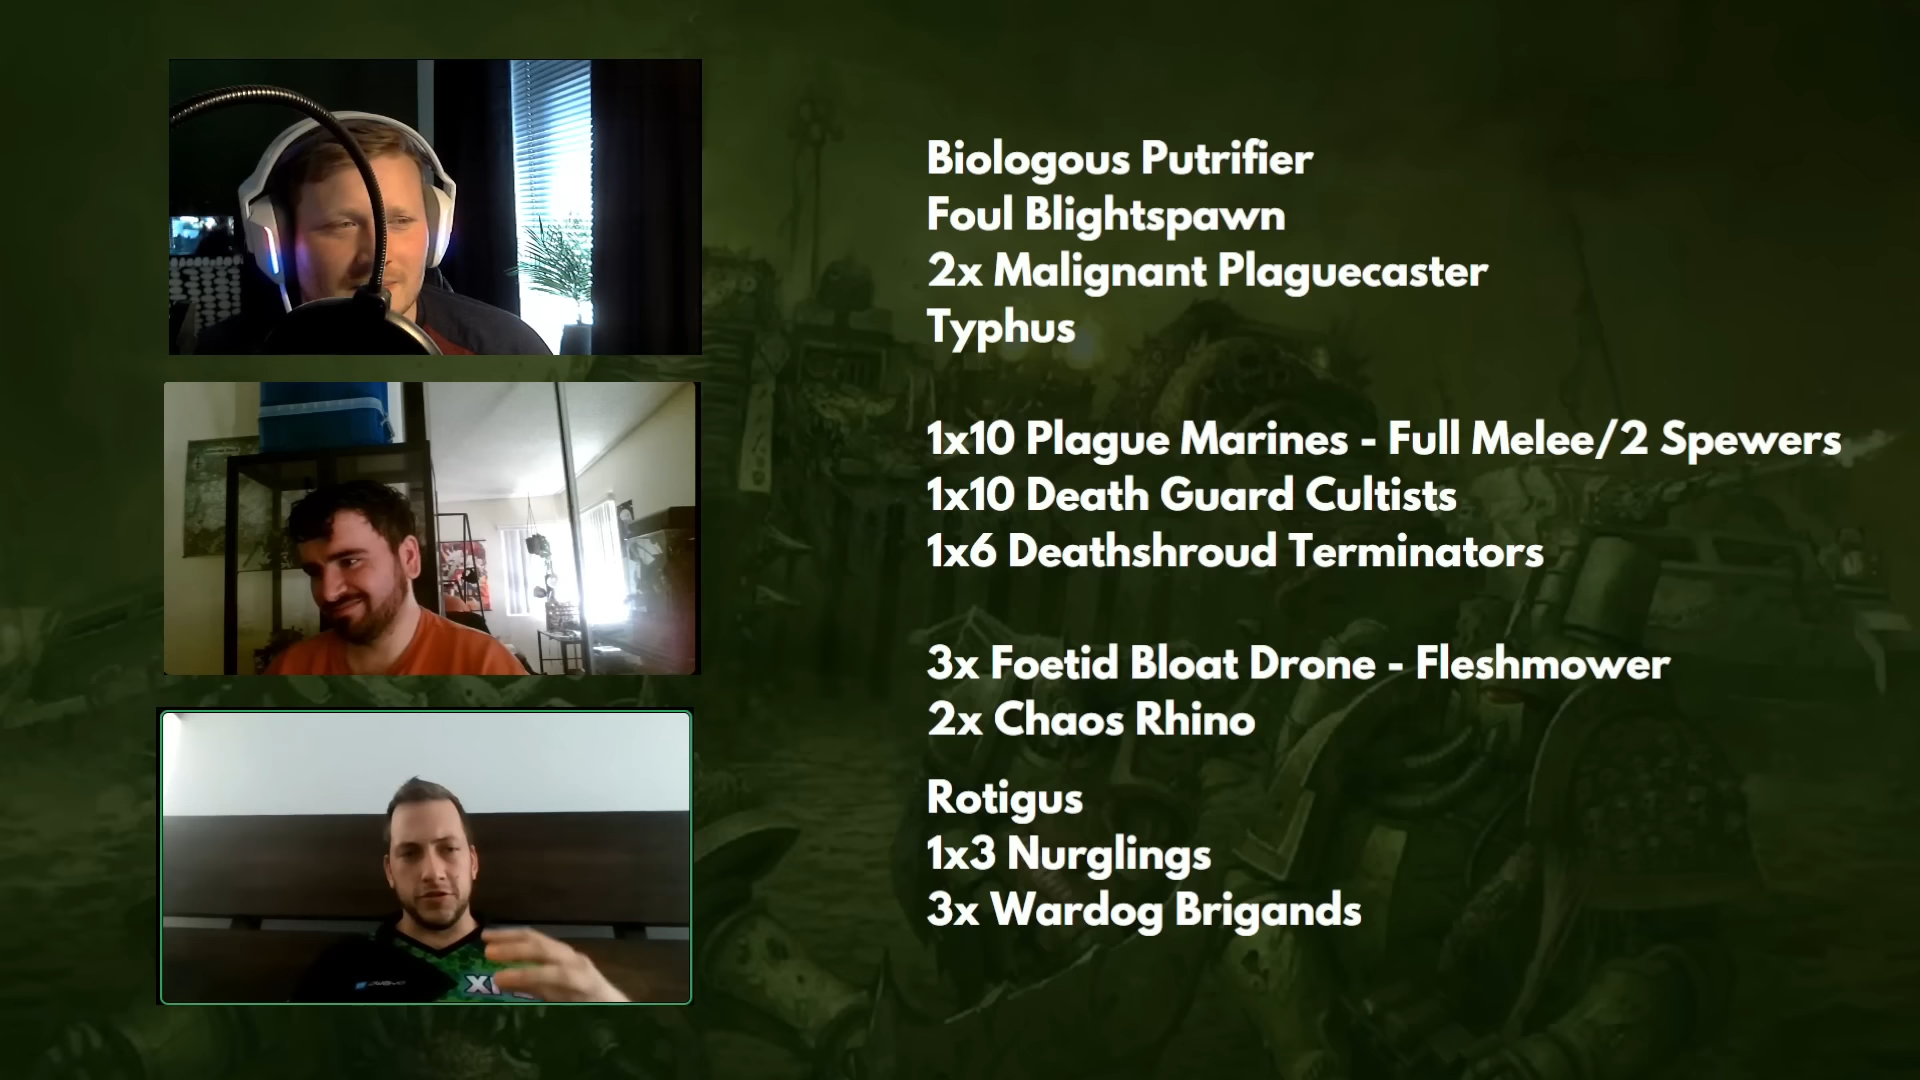 Biologous Putrifier
Foul Blightspawn
2x Malignant Plaguecaster
Typhus
1x10 Plague Marines - Full Melee/2 Spewers
1x10 Death Guard Cultists
1x6 Deathshroud Terminators
3x Foetid Bloat Drone - Fleshmower
2x Chaos Rhino
Rotigus
1x3 Nurglings
3x Wardog Brigands